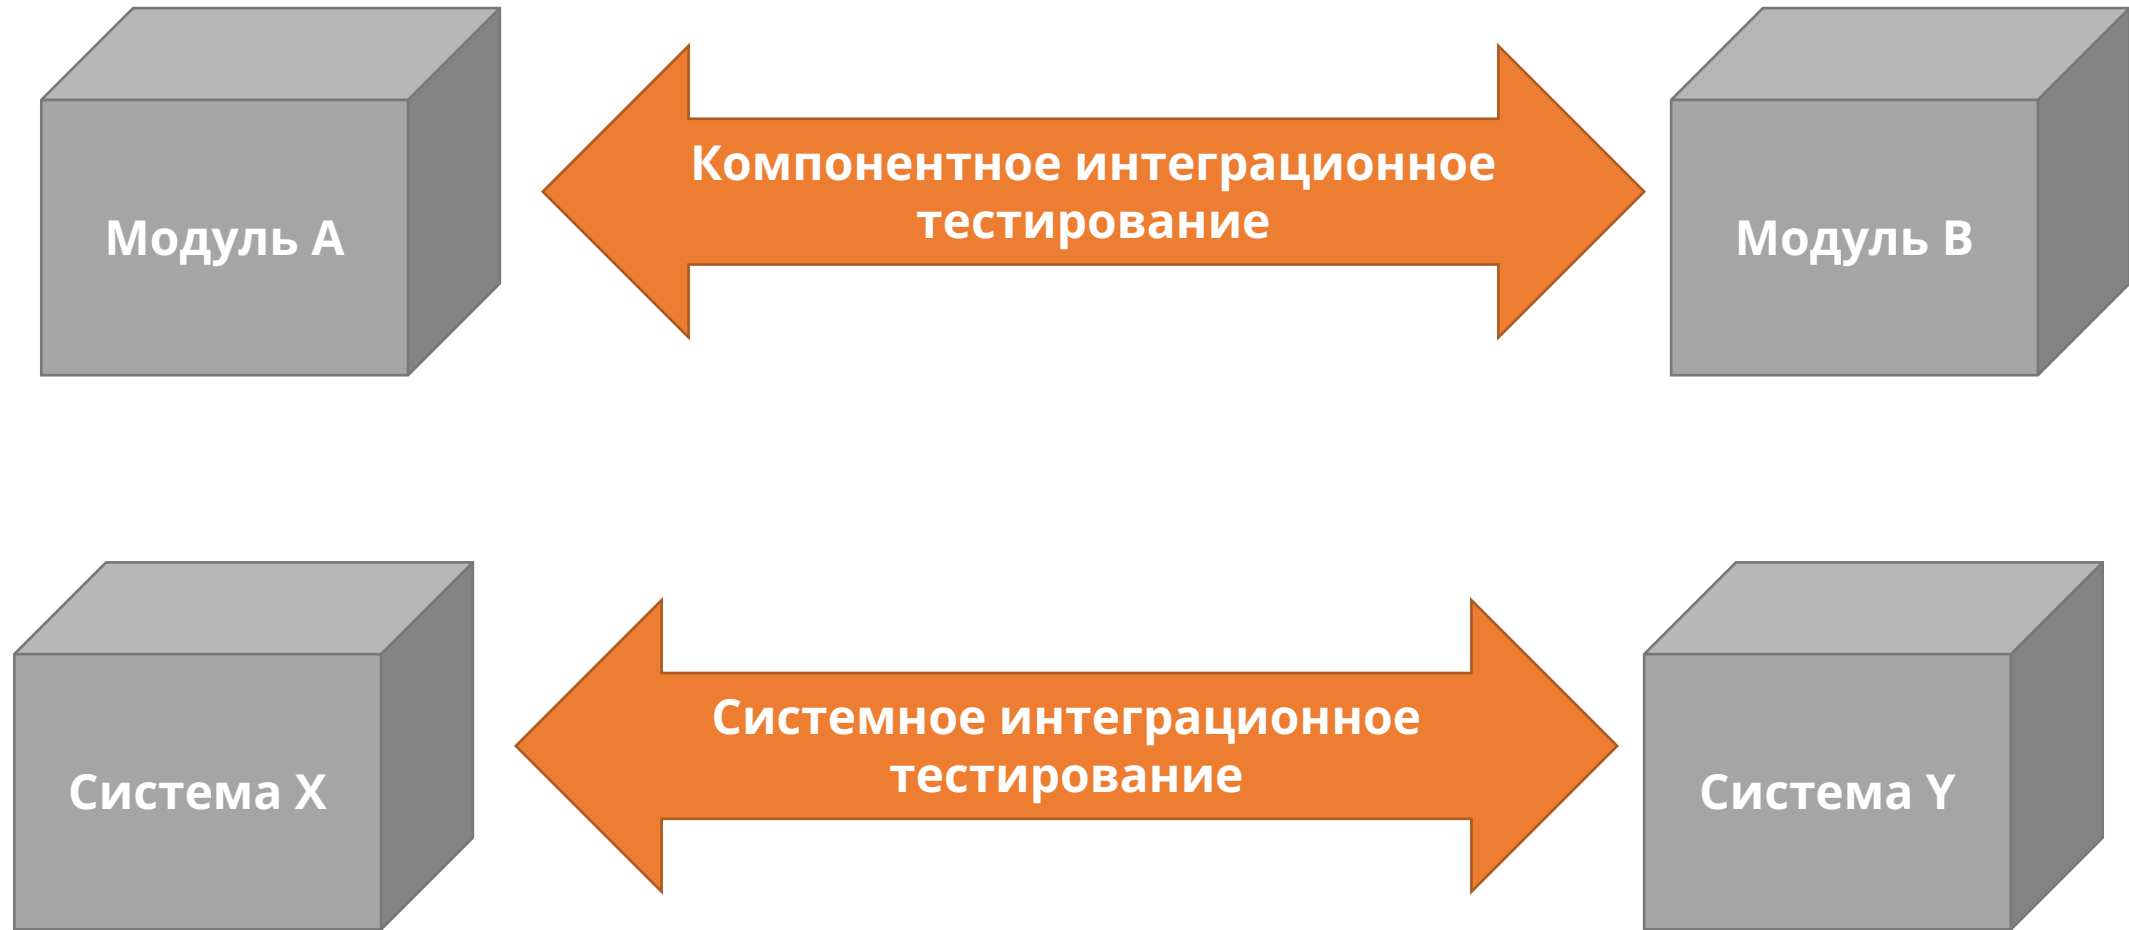 Модуль A
Компонентное интеграционное
тестирование
Модуль B
Система X
Системное интеграционное
тестирование
Система Y